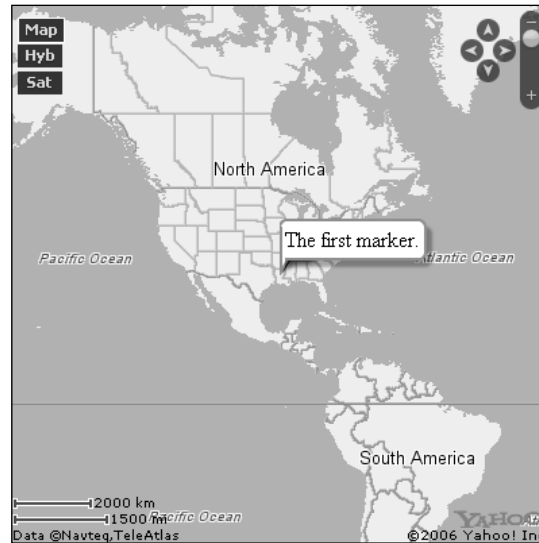 Map
Hyb
Sat
North America
The first marker.
Pacific Ocean
Atlantic Ocean
South America
2000 km
1500 mi
Pacific Ocean
YAHOO
Data @Navteq,TeleAtlas
©2006 Yahoo! In